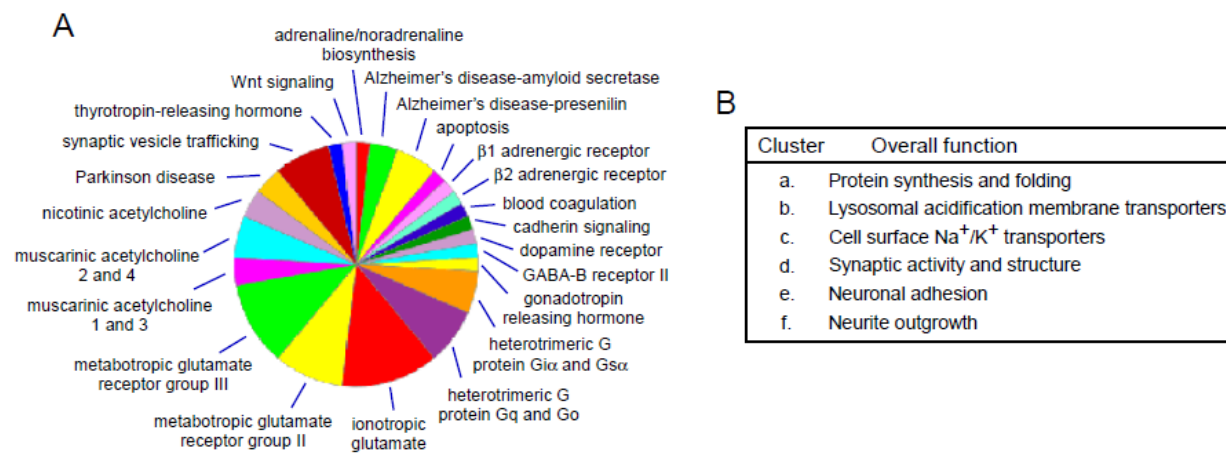 A
adrenaline/noradrenaline
biosynthesis
Wnt signaling
Alzheimer's disease-amyloid secretase
thyrotropin-releasing hormone
Alzheimer's disease-presenilin
synaptic vesicle trafficking
apoptosis
β1 adrenergic receptor
Parkinson disease
β2 adrenergic receptor
nicotinic acetylcholine
blood coagulation
cadherin signaling
muscarinic acetylcholine
2 and 4
dopamine receptor
GABA-B receptor II
muscarinic acetylcholine
1 and 3
gonadotropin
releasing hormone
metabotropic glutamate
receptor group III
heterotrimeric G
protein Giα and Gsα
metabotropic glutamate
receptor group II
ionotropic
glutamate
heterotrimeric G
protein Gq and Go
B
Cluster Overall function
a. Protein synthesis and folding
b. Lysosomal acidification membrane transporters
c. Cell surface Na⁺/K⁺ transporters
d. Synaptic activity and structure
e. Neuronal adhesion
f. Neurite outgrowth